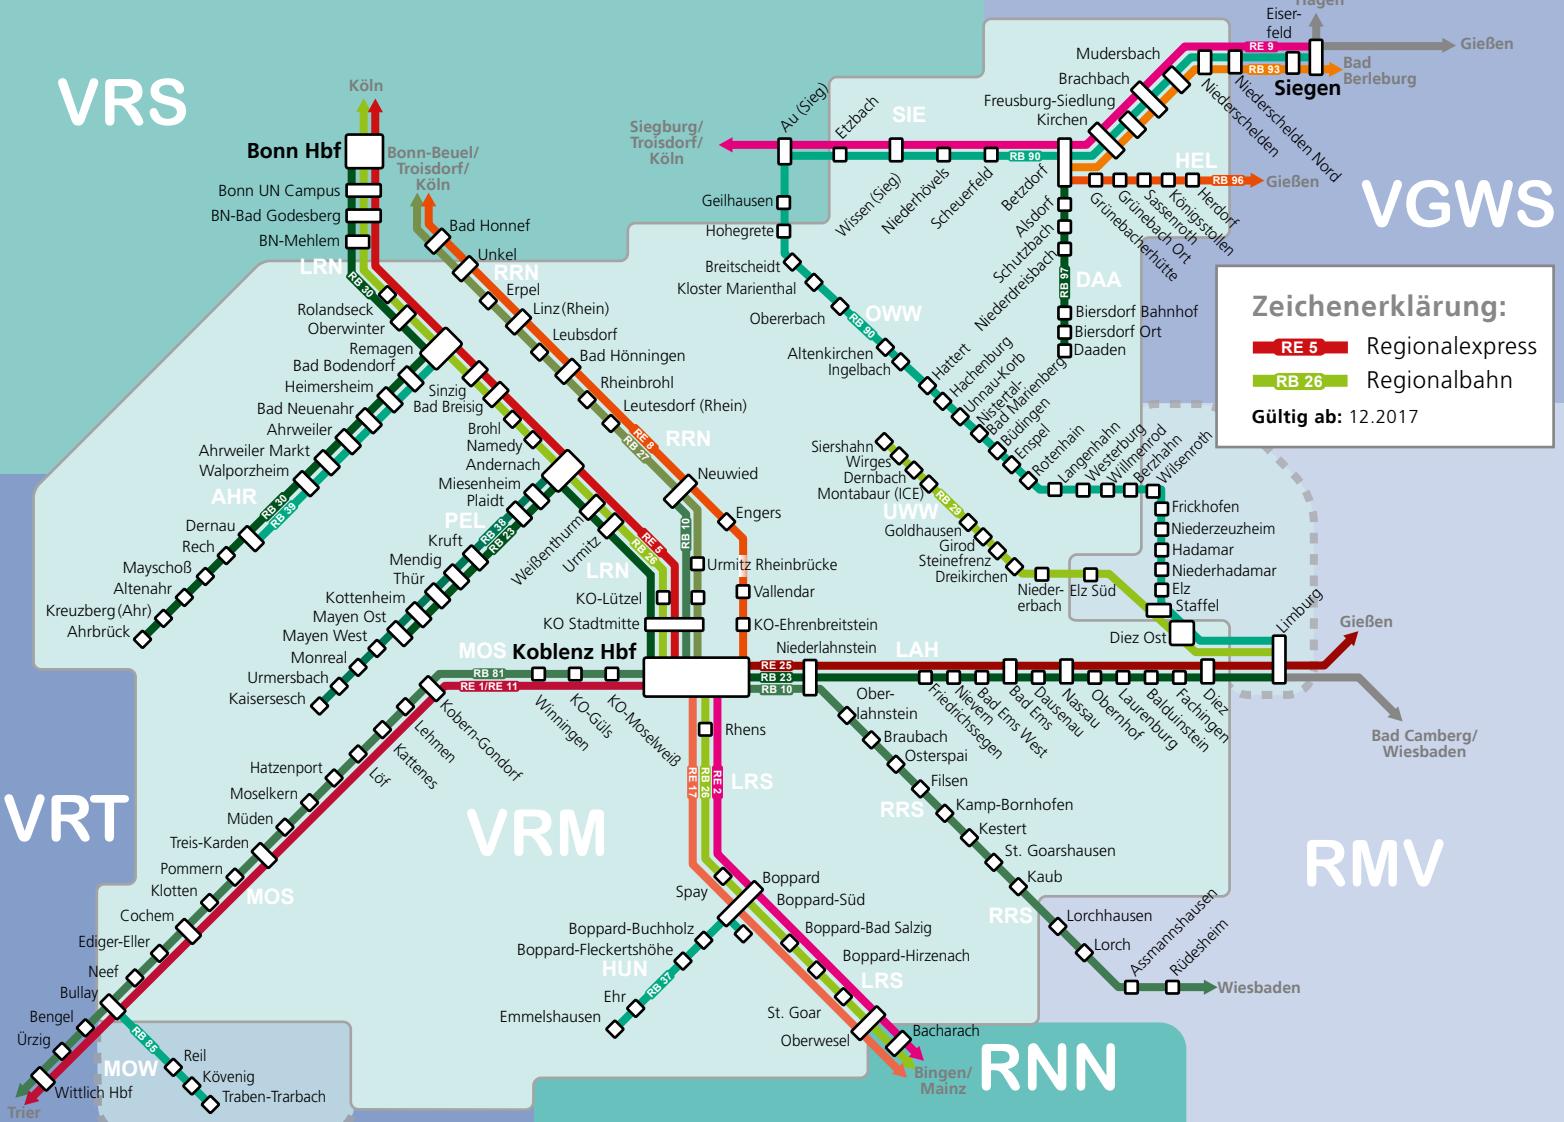 VRS
Köln
Bonn Hbf
Bonn UN Campus
BN-Bad Godesberg
BN-Mehlem
LRN
RB 30
Bonn-Beuel/
Troisdorf/
Köln
Bad Honnef
Unkel
RRN
Erpel
Linz (Rhein)
Leubsdorf
Bad Hönningen
Rheinbrohl
Leutesdorf (Rhein)
RE 8
RB 27
RRN
Neuwied
Engers
RB 10
Urmitz Rheinbrücke
Vallendar
KO-Ehrenbreitstein
Rolandseck
Oberwinter
Remagen
Bad Bodendorf
Heimersheim
Bad Neuenahr
Ahrweiler
Ahrweiler Markt
Walporzheim
AHR
RB 30
RB 39
Dernau
Rech
Mayschoß
Altenahr
Kreuzberg (Ahr)
Ahrbrück
Sinzig
Bad Breisig
Brohl
Namedy
Andernach
Miesenheim
Plaidt
PEL
RB 38
RB 23
Kruft
Mendig
Thür
Kottenheim
Mayen Ost
Mayen West
Monreal
Urmersbach
Kaisersesch
Weißenthurm
Urmitz
LRN
RE 5
RB 26
KO-Lützel
KO Stadtmitte
Koblenz Hbf
Siegburg/
Troisdorf/
Köln
Au (Sieg)
Etzbach
SIE
Wissen (Sieg)
Niederhövels
Scheuerfeld
RB 90
Betzdorf
Kirchen
Freusburg-Siedlung
Brachbach
Mudersbach
Niederschelden
Niederschelden Nord
Eiser-
feld
RE 9
RB 93
Siegen
Hagen
Gießen
Bad
Berleburg
VGWS
HEL
RB 96
Gießen
Grünebacherhütte
Grünebach Ort
Sassenroth
Königsstollen
Herdorf
Alsdorf
Schutzbach
Niederdreisbach
RB 97
DAA
Biersdorf Bahnhof
Biersdorf Ort
Daaden
Geilhausen
Hohegrete
Breitscheidt
Kloster Marienthal
Obererbach
RB 90
OWW
Altenkirchen
Ingelbach
Hattert
Hachenburg
Unnau-Korb
Nistertal-
Bad Marienberg
Büdingen
Enspel
Rotenhain
Langenhahn
Westerburg
Willmenrod
Berzhahn
Wilsenroth
Frickhofen
Niederzeuzheim
Hadamar
Niederhadamar
Elz
Staffel
Siershahn
Wirges
Dernbach
Montabaur (ICE)
RB 29
UWW
Goldhausen
Girod
Steinefrenz
Dreikirchen
Nieder-
erbach
Elz Süd
Diez Ost
Limburg
Zeichenerklärung:
RE 5
Regionalexpress
RB 26
Regionalbahn
Gültig ab: 12.2017
Gießen
Bad Camberg/
Wiesbaden
Niederlahnstein
LAH
RE 25
RB 23
RB 10
Friedrichssegen
Nievern
Bad Ems West
Bad Ems
Dausenau
Nassau
Obernhof
Laurenburg
Balduinstein
Fachingen
Diez
Ober-
lahnstein
Braubach
Osterspai
Filsen
RRS
Kamp-Bornhofen
Kestert
St. Goarshausen
Kaub
RRS
Lorchhausen
Lorch
Assmannshausen
Rüdesheim
Wiesbaden
RMV
MOS
RB 81
RE 1/RE 11
Winningen
KO-Güls
KO-Moselweiß
Kobern-Gondorf
Lehmen
Kattenes
Löf
Hatzenport
Moselkern
Müden
Treis-Karden
Pommern
Klotten
MOS
Cochem
Ediger-Eller
Neef
Bullay
Bengel
Ürzig
Wittlich Hbf
Trier
VRT
RB 85
MOW
Reil
Kövenig
Traben-Trarbach
VRM
Rhens
LRS
RE 17
RB 26
RE 2
Spay
Boppard
Boppard-Süd
Boppard-Bad Salzig
Boppard-Hirzenach
LRS
Boppard-Buchholz
Boppard-Fleckertshöhe
HUN
RB 37
Ehr
Emmelshausen
St. Goar
Oberwesel
Bacharach
Bingen/
Mainz
RNN